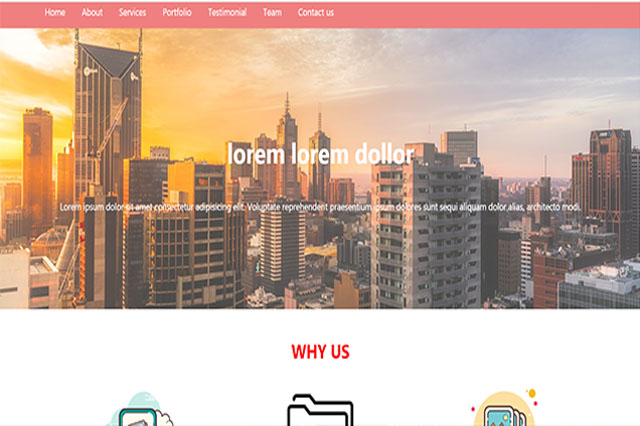 Home About Services Portfolio Testimonial Team Contact us
lorem lorem dollor
Lorem ipsum dolor sit amet consectetur adipisicing elit. Voluptate reprehenderit praesentium ipsum dolores sunt sequi aliquam dolor,alias, architecto modi.
WHY US